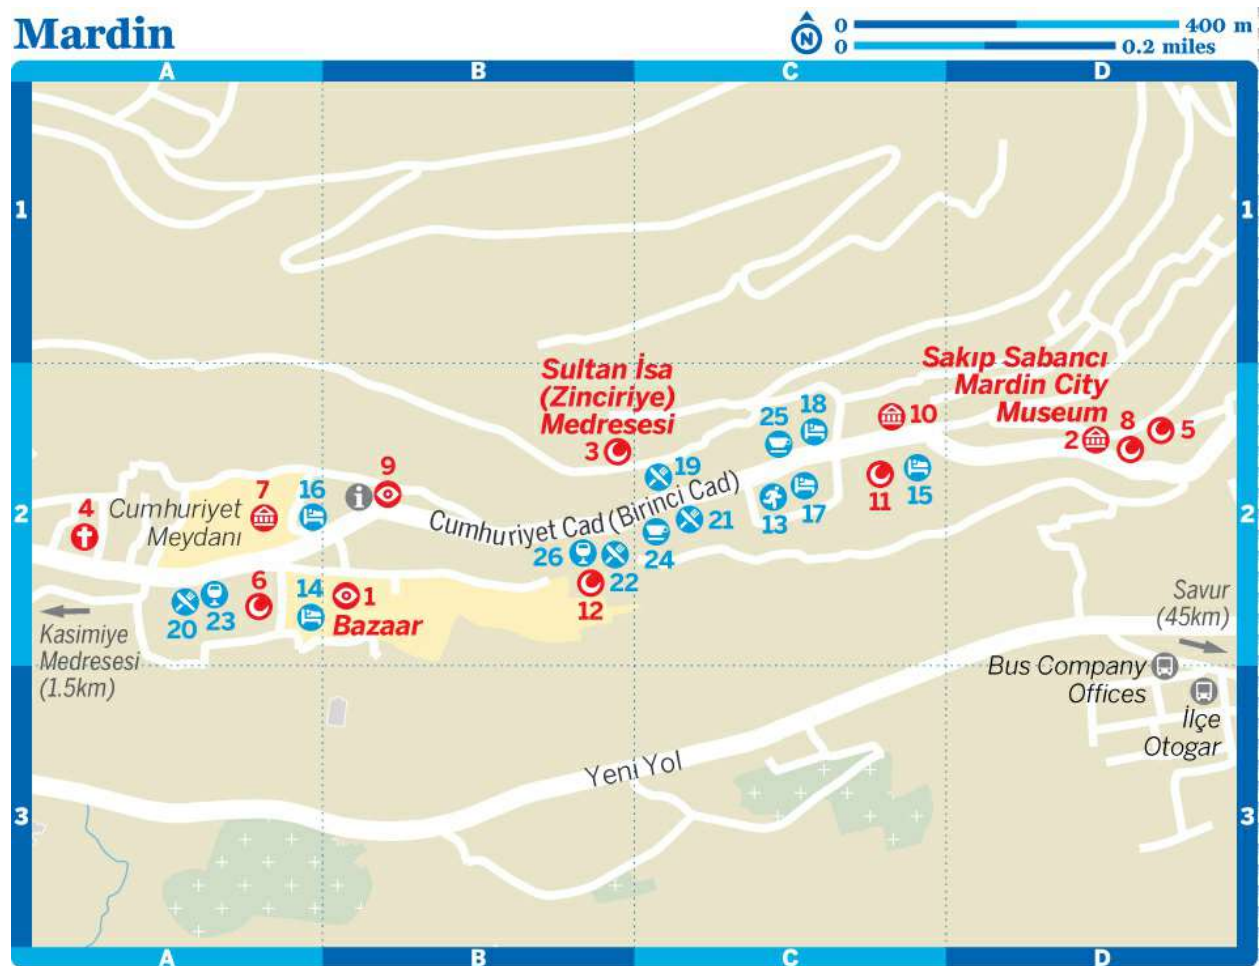 Mardin
N
0
400 m
0
0.2 miles
A
B
C
D
1
1
Sultan İsa
(Zinciriye)
Medresesi
3
Sakıp Sabancı
Mardin City
Museum
2
8
5
25
18
10
19
9
11
15
13
17
21
24
Cumhuriyet Cad (Birinci Cad)
2
2
4
Cumhuriyet
Meydanı
7
16
i
26
22
12
6
14
1
Bazaar
20
23
Kasimiye
Medresesi
(1.5km)
Savur
(45km)
Bus Company
Offices
İlçe
Otogar
Yeni Yol
3
3
A
B
C
D